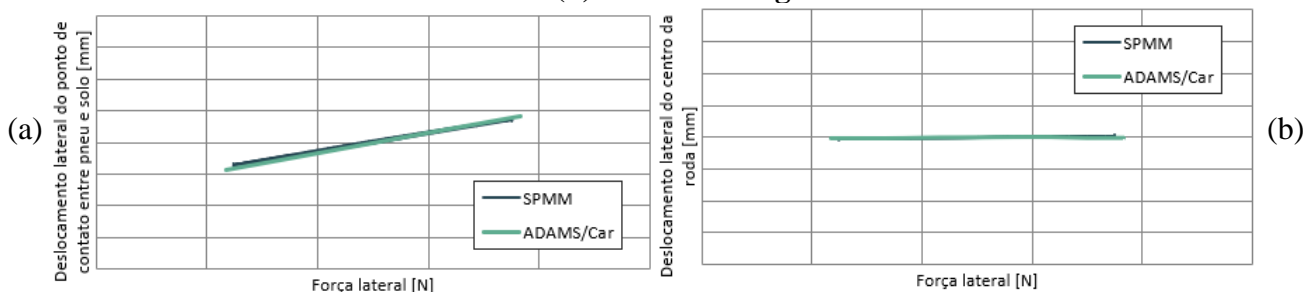 (a)
Deslocamento lateral do ponto de
contato entre pneu e solo [mm]
SPMM
ADAMS/Car
Força lateral [N]
Deslocamento lateral do centro da
roda [mm]
SPMM
ADAMS/Car
Força lateral [N]
(b)